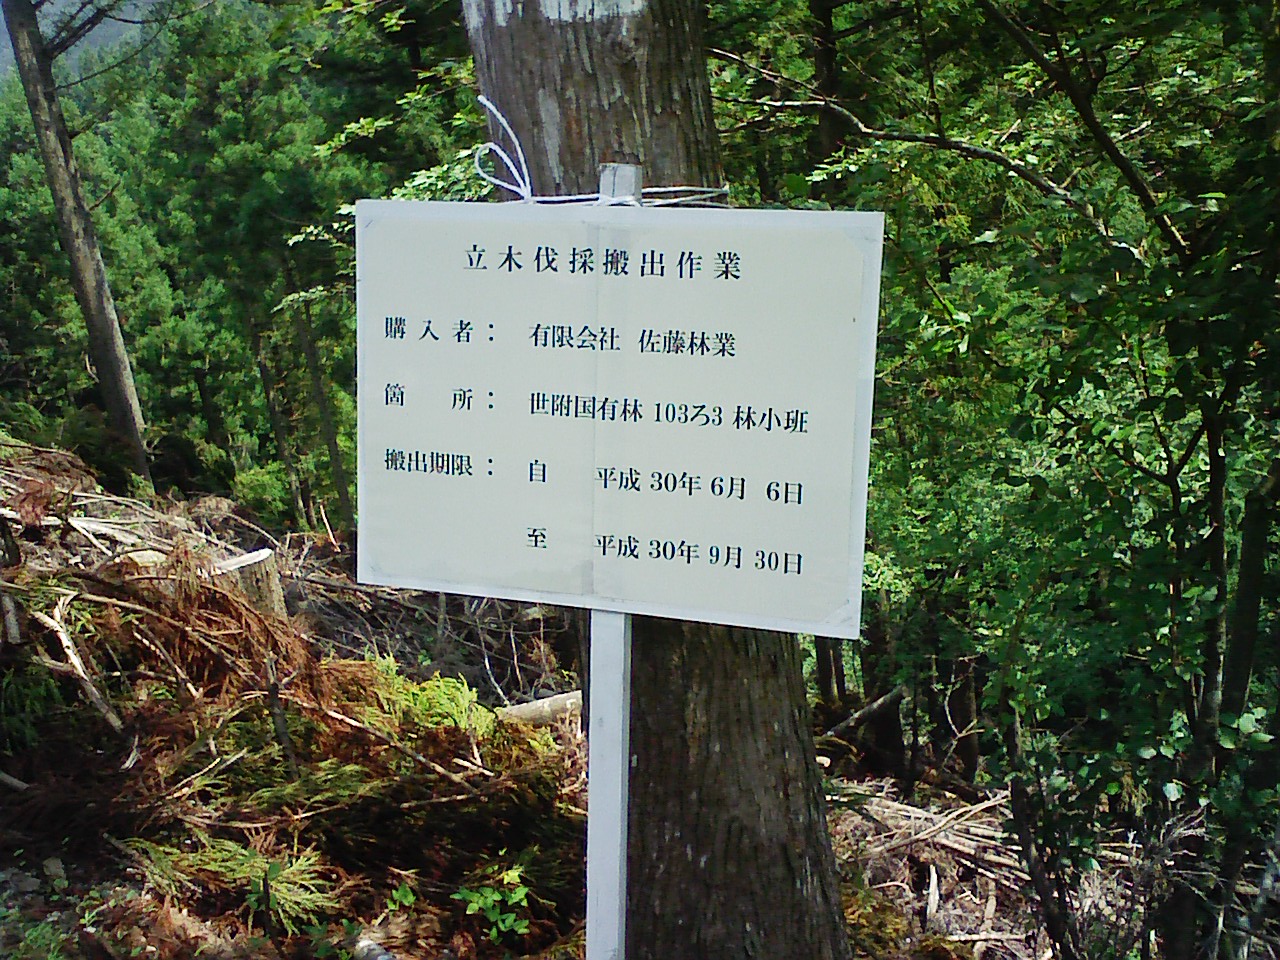 立木伐採搬出作業
購入者： 有限会社 佐藤林業
箇所： 世附国有林 103ろ3 林小班
搬出期限： 自 平成 30年 6月 6日
至 平成 30年 9月 30日